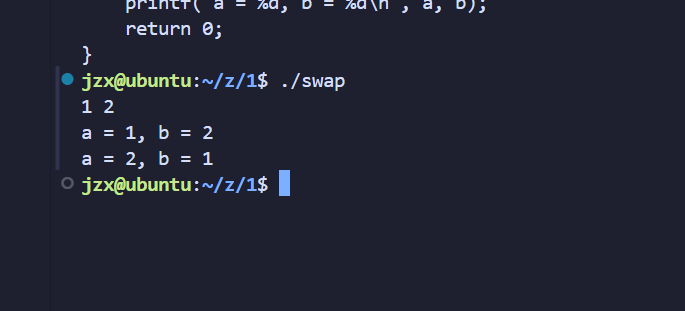 printf("a = %d, b = %d\n", a, b);
return 0;
}
jzx@ubuntu:~/z/1$ ./swap
1 2
a = 1, b = 2
a = 2, b = 1
jzx@ubuntu:~/z/1$